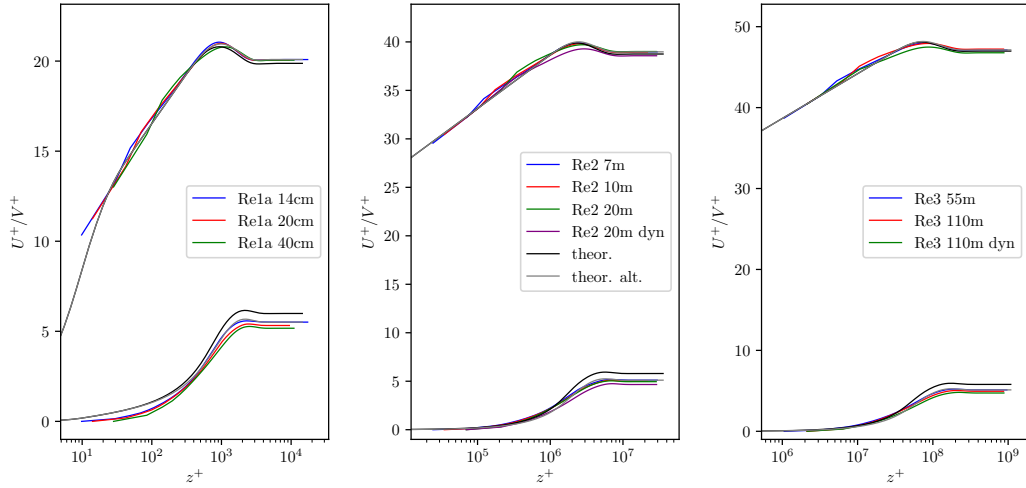 U⁺/V⁺
20
15
10
5
0
10¹
10²
10³
10⁴
z⁺
Re1a 14cm
Re1a 20cm
Re1a 40cm
U⁺/V⁺
40
35
30
25
20
15
10
5
0
10⁵
10⁶
10⁷
z⁺
Re2 7m
Re2 10m
Re2 20m
Re2 20m dyn
theor.
theor. alt.
U⁺/V⁺
50
40
30
20
10
0
10⁶
10⁷
10⁸
10⁹
z⁺
Re3 55m
Re3 110m
Re3 110m dyn